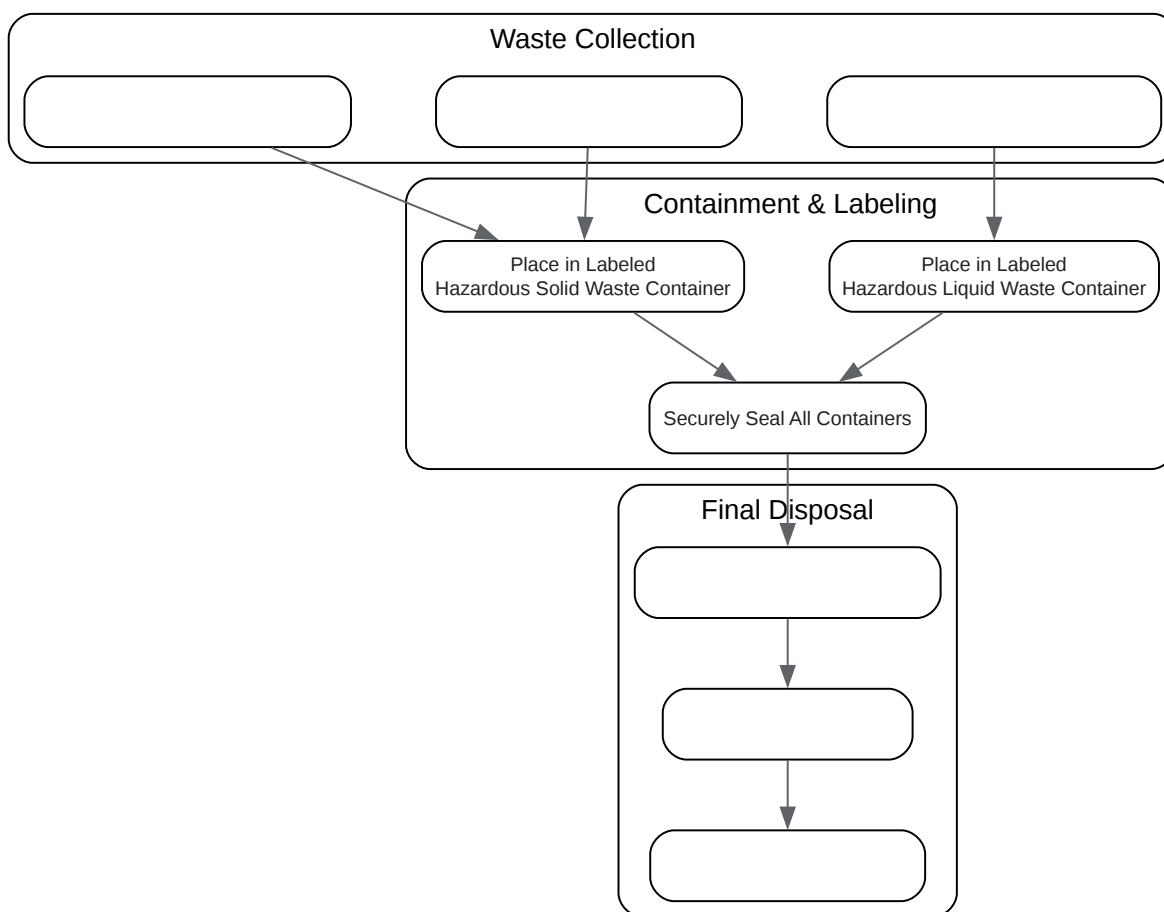 Waste Collection
Containment & Labeling
Place in Labeled
Hazardous Solid Waste Container
Place in Labeled
Hazardous Liquid Waste Container
Securely Seal All Containers
Final Disposal